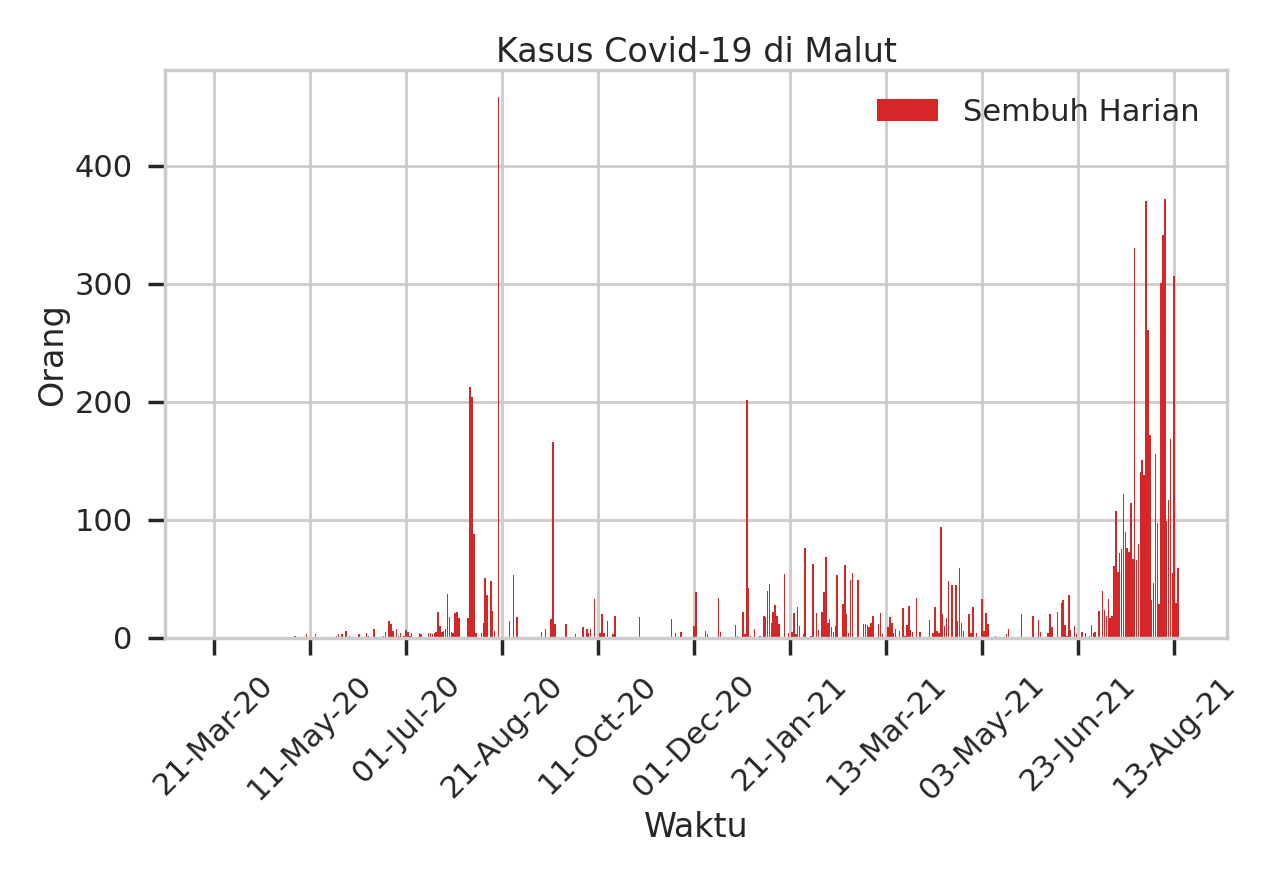 Kasus Covid-19 di Malut
Sembuh Harian
Orang
400
300
200
100
0
21-Mar-20
11-May-20
01-Jul-20
21-Aug-20
11-Oct-20
01-Dec-20
21-Jan-21
13-Mar-21
03-May-21
23-Jun-21
13-Aug-21
Waktu